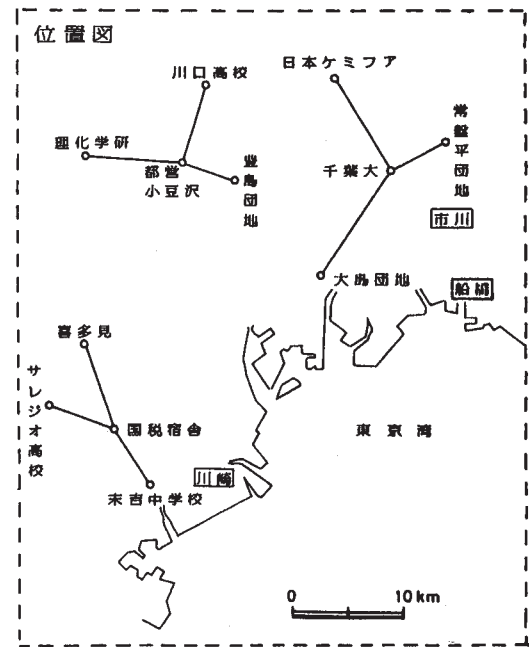 位置図
日本ケミファ
川口高校
理化学研
都営
小豆沢
豊島団地
常盤平団地
千葉大
市川
大島団地
船橋
喜多見
サレジオ高校
国税宿舎
東京湾
川崎
末吉中学校
0 10km